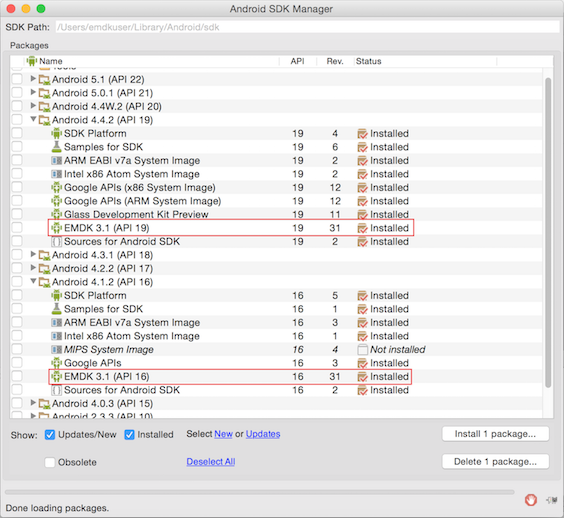 Android SDK Manager
SDK Path: /Users/emdkuser/Library/Android/sdk
Packages
Name API Rev. Status
Tools
Android 5.1 (API 22)
Android 5.0.1 (API 21)
Android 4.4W.2 (API 20)
Android 4.4.2 (API 19)
SDK Platform 19 4 Installed
Samples for SDK 19 6 Installed
ARM EABI v7a System Image 19 2 Installed
Intel x86 Atom System Image 19 2 Installed
Google APIs (x86 System Image) 19 12 Installed
Google APIs (ARM System Image) 19 12 Installed
Glass Development Kit Preview 19 11 Installed
EMDK 3.1 (API 19) 19 31 Installed
Sources for Android SDK 19 2 Installed
Android 4.3.1 (API 18)
Android 4.2.2 (API 17)
Android 4.1.2 (API 16)
SDK Platform 16 5 Installed
Samples for SDK 16 1 Installed
ARM EABI v7a System Image 16 3 Installed
Intel x86 Atom System Image 16 1 Installed
MIPS System Image 16 4 Not installed
Google APIs 16 3 Installed
EMDK 3.1 (API 16) 16 31 Installed
Sources for Android SDK 16 2 Installed
Android 4.0.3 (API 15)
Android 2.3.3 (API 10)
Show: Updates/New Installed Select New or Updates Install 1 package...
Obsolete Deselect All Delete 1 package...
Done loading packages.